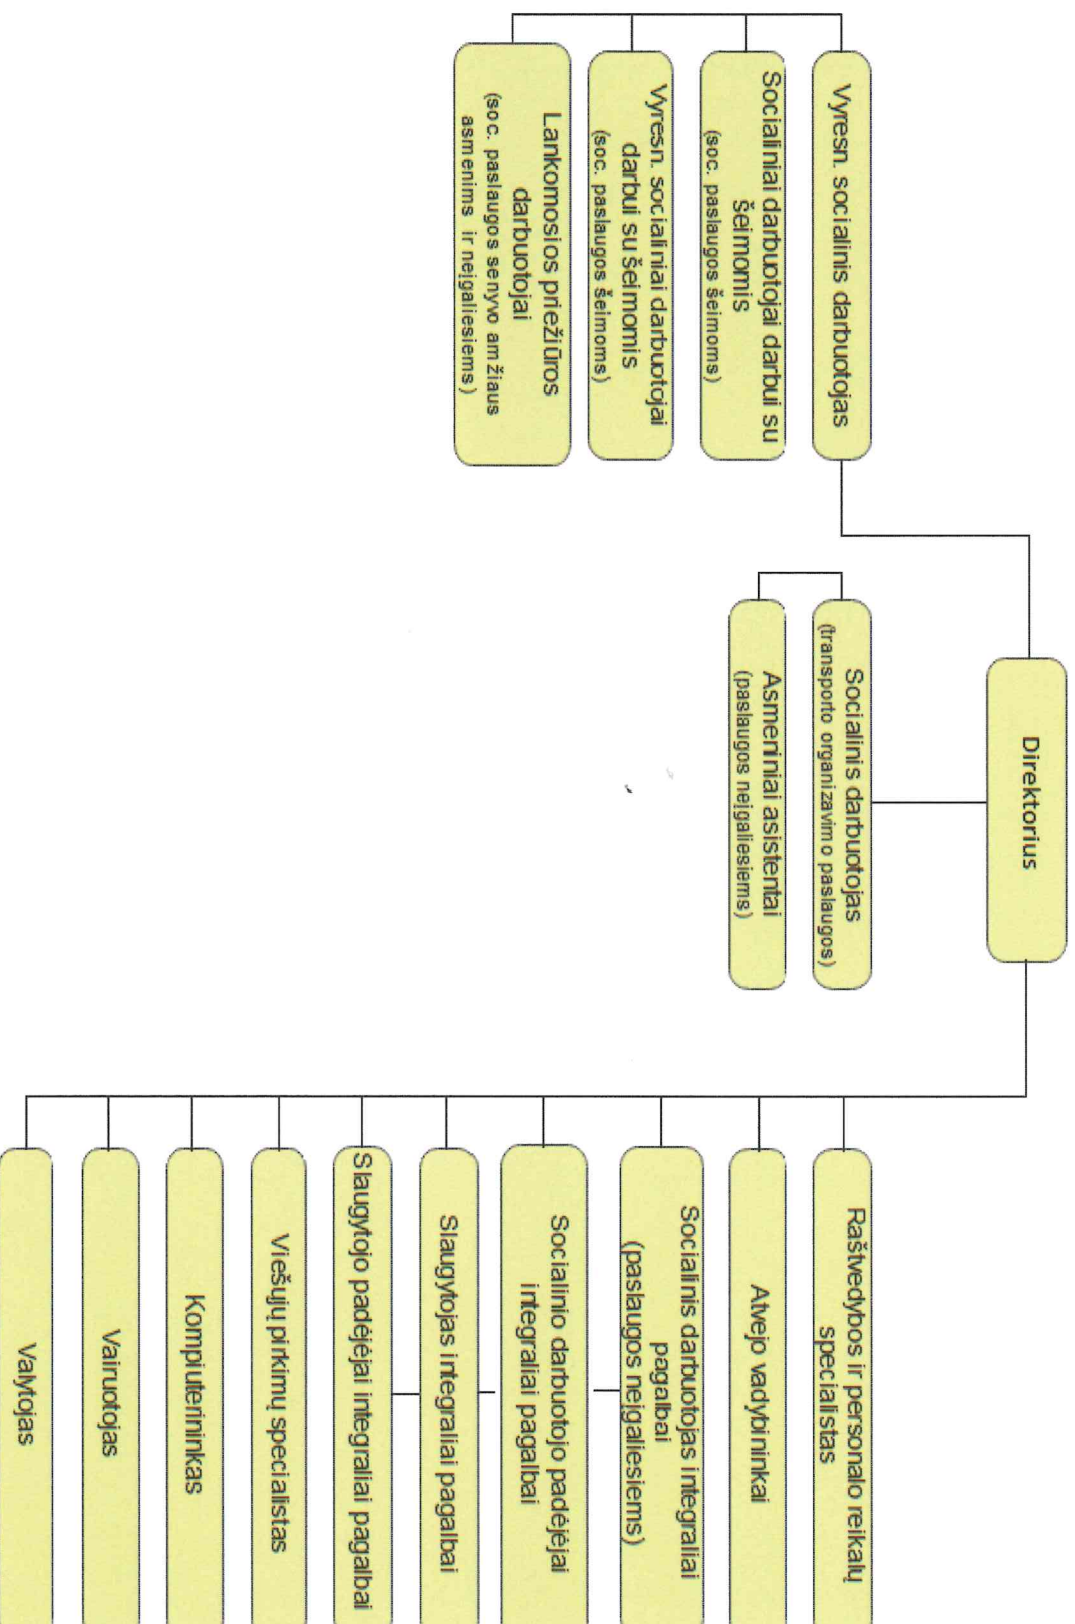 Direktorius
Vyresn. socialinis darbuotojas
Socialiniai darbuotojai darbui su
šeimomis
(soc. paslaugos šeimoms)
Vyresn. socialiniai darbuotojai
darbui su šeimomis
(soc. paslaugos šeimoms)
Lankomosios priežiūros
darbuotojai
(soc. paslaugos senyvo amžiaus
asmenims ir neįgaliesiems)
Socialinis darbuotojas
(transporto organizavimo paslaugos)
Asmeniniai asistentai
(paslaugos neįgaliesiems)
Raštvedybos ir personalo reikalų
specialistas
Atvejo vadybininkai
Socialinis darbuotojas integraliai
pagalbai
(paslaugos neįgaliesiems)
Socialinio darbuotojo padėjėjai
integraliai pagalbai
Slaugytojas integraliai pagalbai
Slaugytojo padėjėjai integraliai pagalbai
Viešųjų pirkimų specialistas
Kompiuterininkas
Vairuotojas
Valytojas